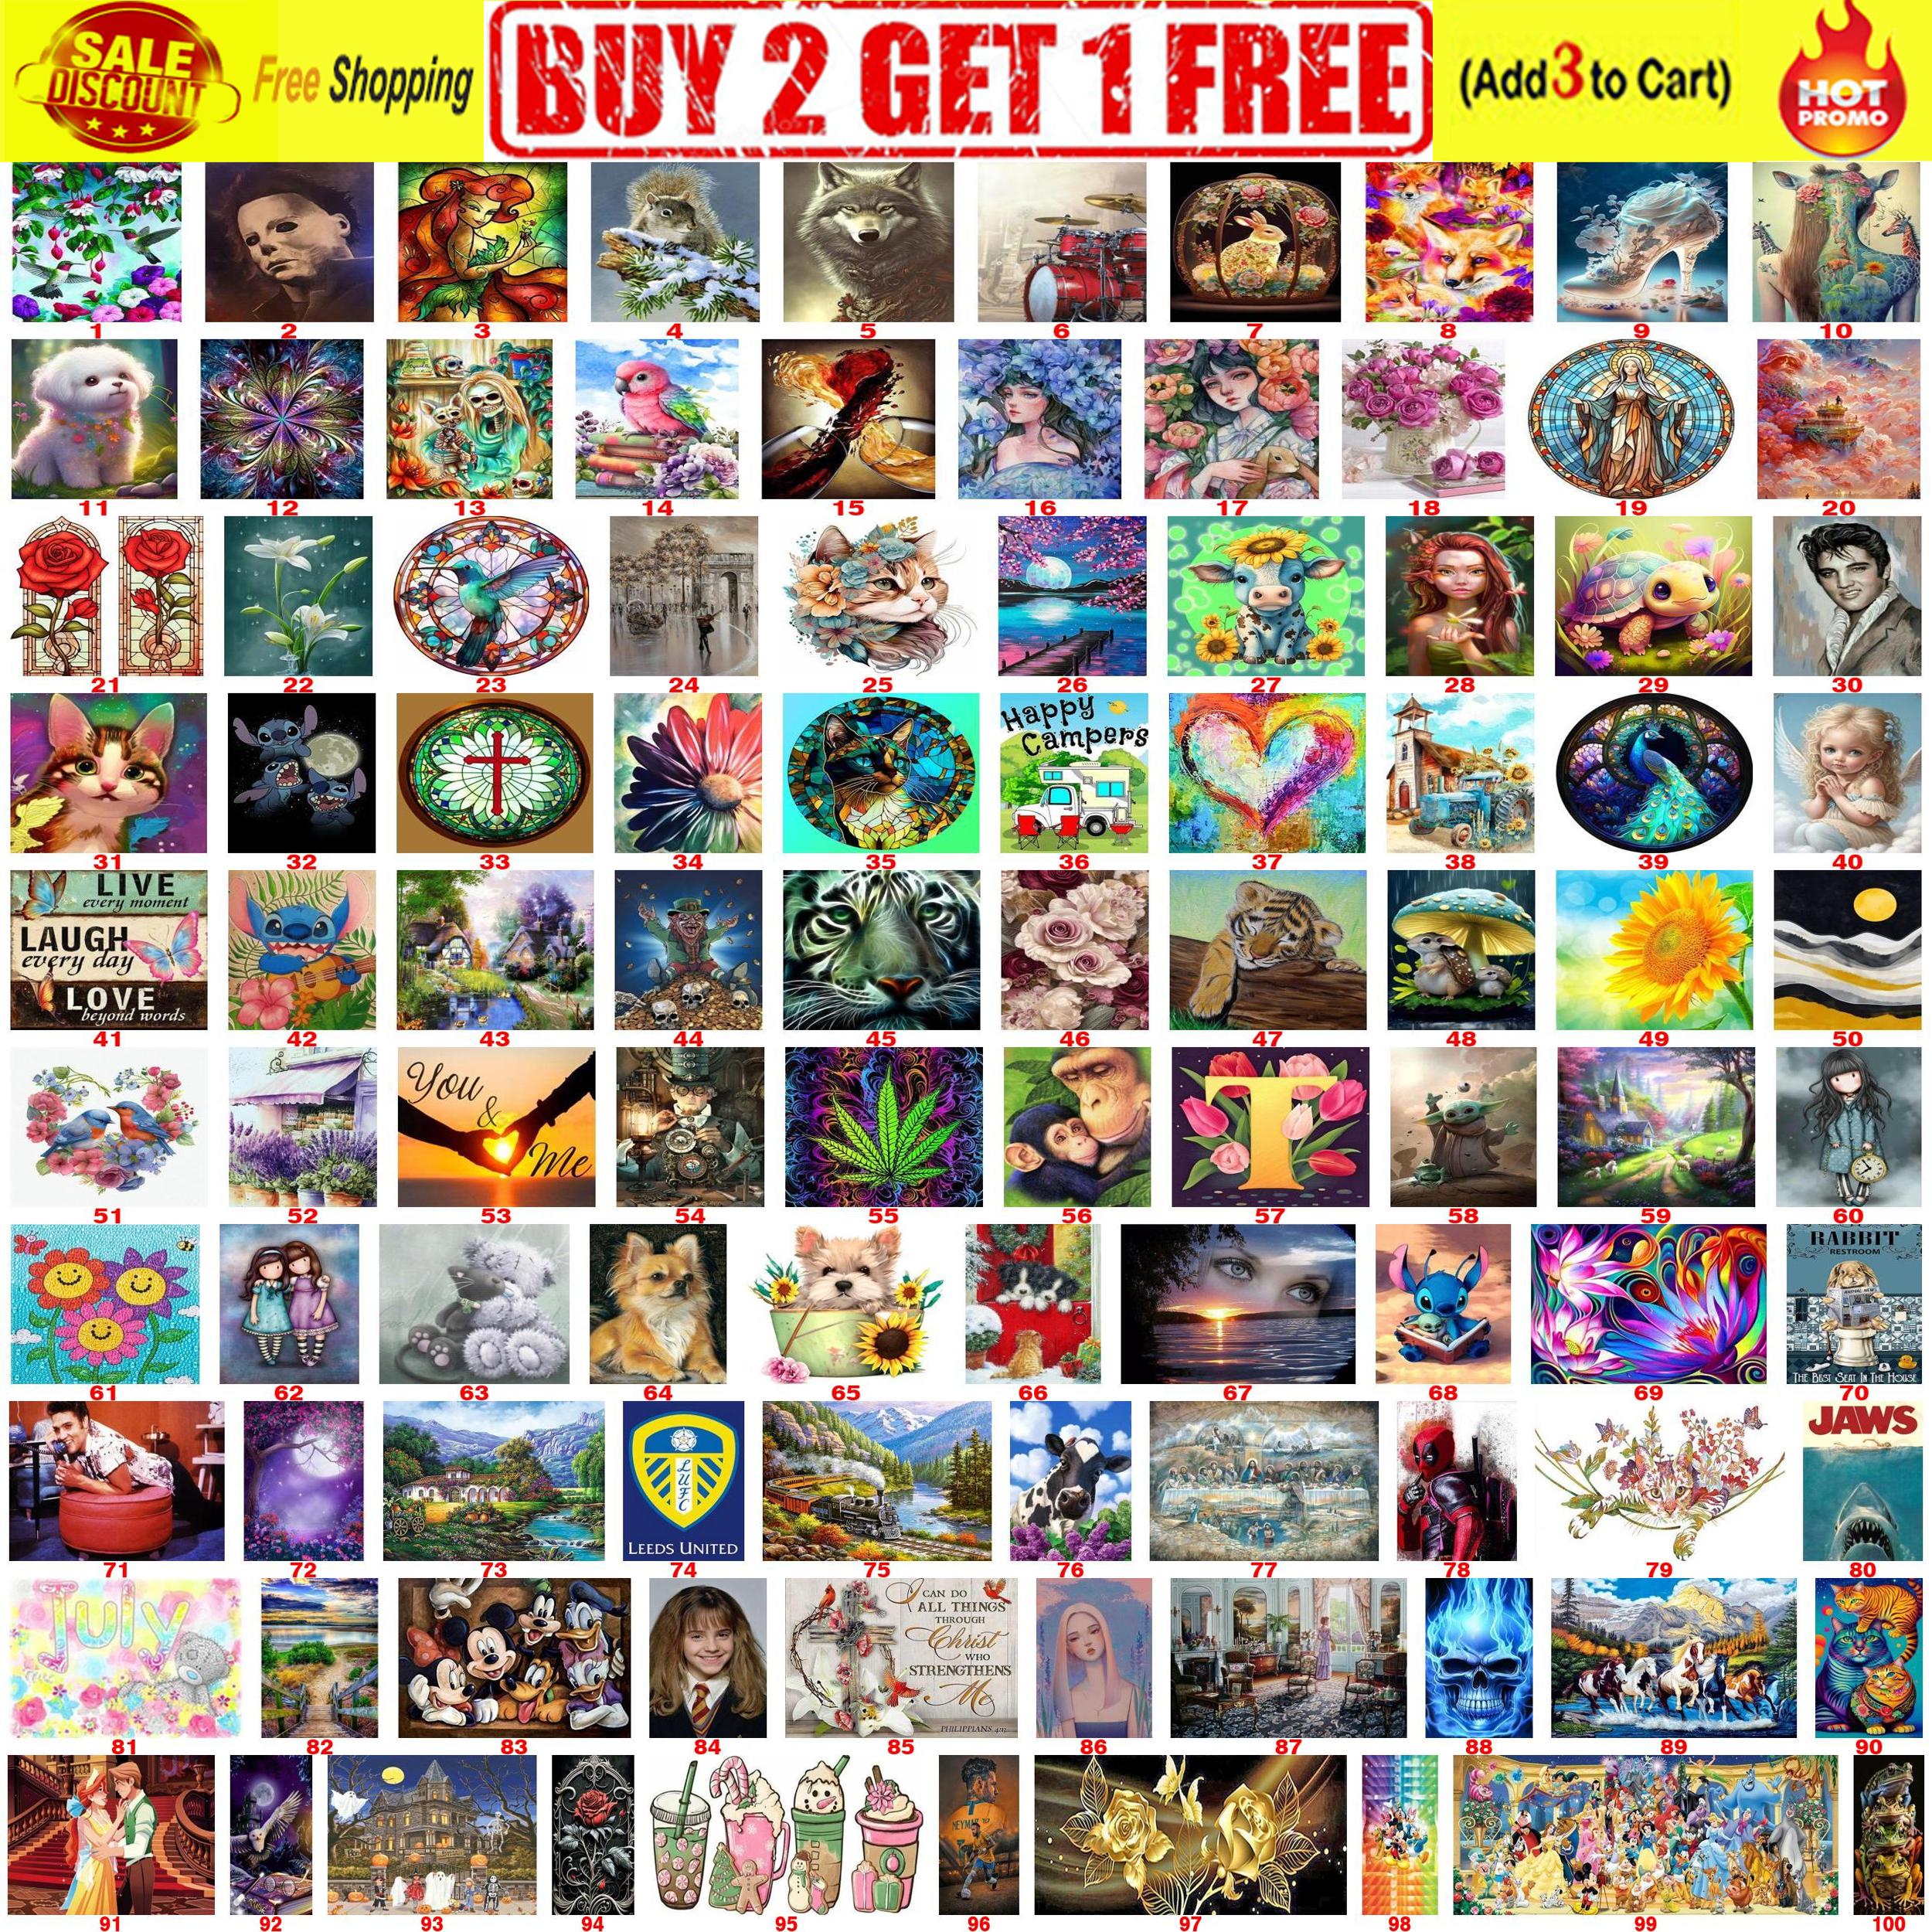 SALE
DISCOUNT
Free Shopping
BUY 2 GET 1 FREE
(Add 3 to Cart)
HOT
PROMO
1 2 3 4 5 6 7 8 9 10
11 12 13 14 15 16 17 18 19 20
21 22 23 24 25 26 27 28 29 30
Happy
Campers
31 32 33 34 35 36 37 38 39 40
LIVE
every moment
LAUGH
every day
LOVE
beyond words
41 42 43 44 45 46 47 48 49 50
You
&
Me
T
51 52 53 54 55 56 57 58 59 60
RABBIT
RESTROOM
THE BEST SEAT IN THE HOUSE
61 62 63 64 65 66 67 68 69 70
LUFC
LEEDS UNITED
JAWS
71 72 73 74 75 76 77 78 79 80
July
I CAN DO
ALL THINGS
THROUGH
Christ
WHO
STRENGTHENS
Me
PHILIPPIANS 4:13
81 82 83 84 85 86 87 88 89 90
NEYMAR JR
10
91 92 93 94 95 96 97 98 99 100